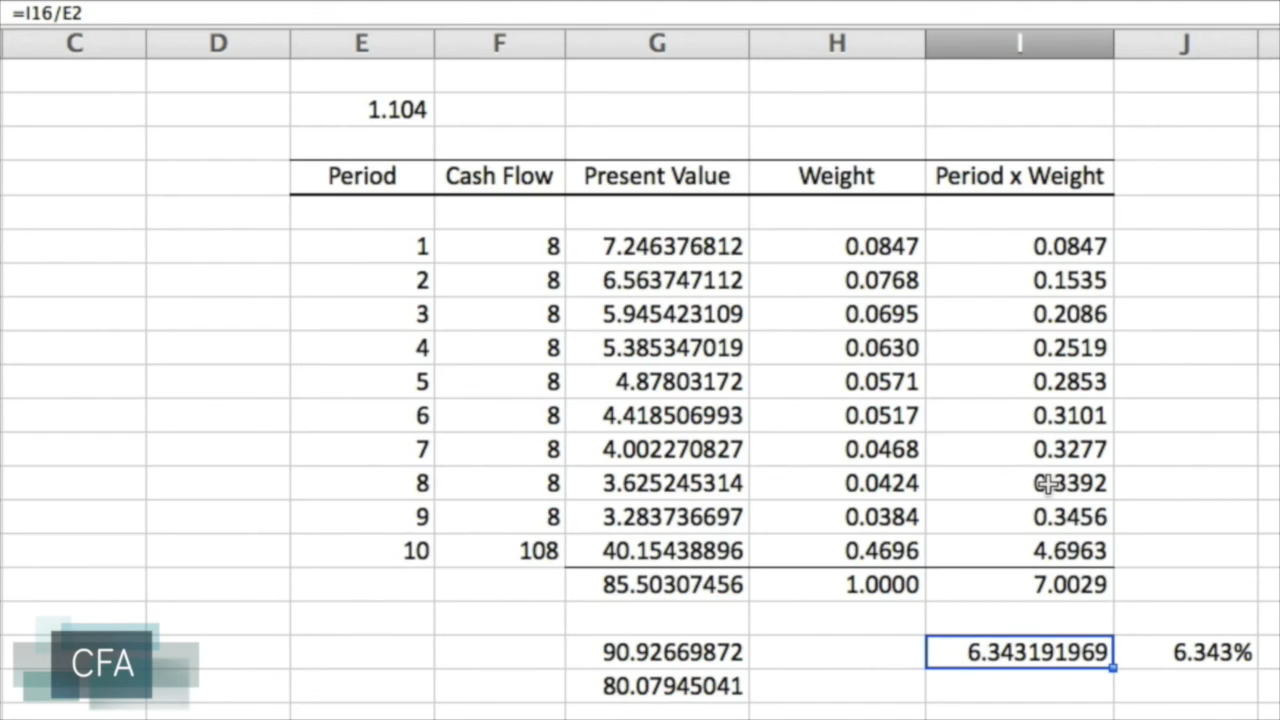 =I16/E2
C D E F G H I J
1.104
Period Cash Flow Present Value Weight Period x Weight
1 8 7.246376812 0.0847 0.0847
2 8 6.563747112 0.0768 0.1535
3 8 5.945423109 0.0695 0.2086
4 8 5.385347019 0.0630 0.2519
5 8 4.87803172 0.0571 0.2853
6 8 4.418506993 0.0517 0.3101
7 8 4.002270827 0.0468 0.3277
8 8 3.625245314 0.0424 0.3392
9 8 3.283736697 0.0384 0.3456
10 108 40.15438896 0.4696 4.6963
85.50307456 1.0000 7.0029
90.92669872 6.343191969 6.343%
80.07945041
CFA